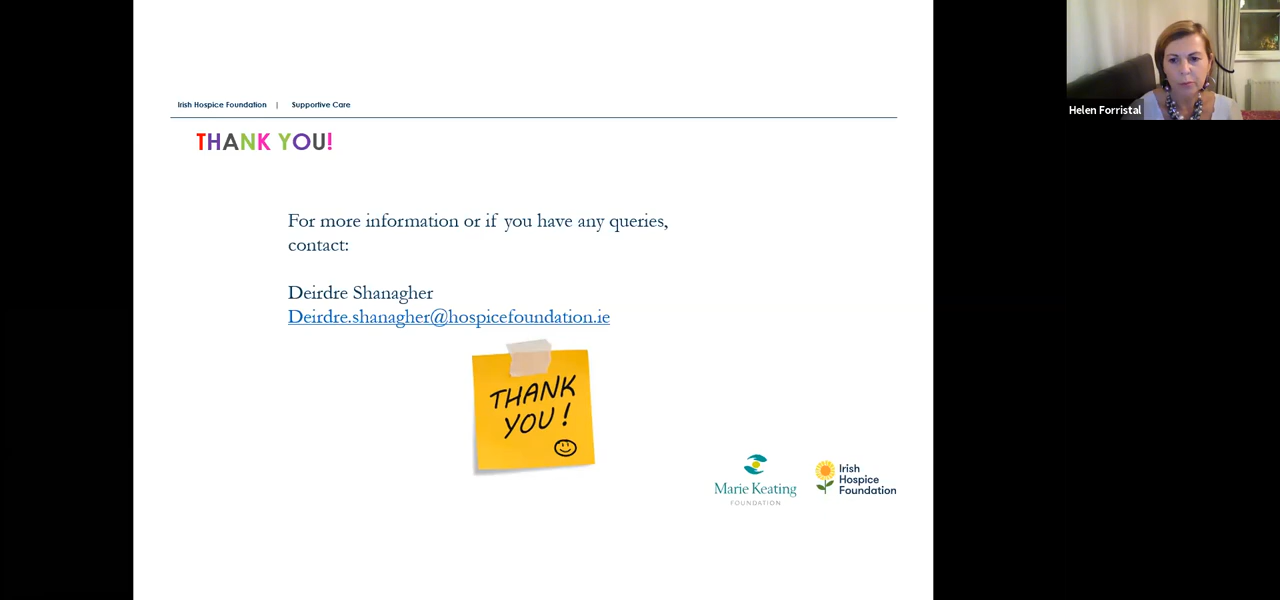 Irish Hospice Foundation | Supportive Care
THANK YOU!
For more information or if you have any queries,
contact:
Deirdre Shanagher
Deirdre.shanagher@hospicefoundation.ie
THANK
YOU!
Marie Keating
FOUNDATION
Irish
Hospice
Foundation
Helen Forristal